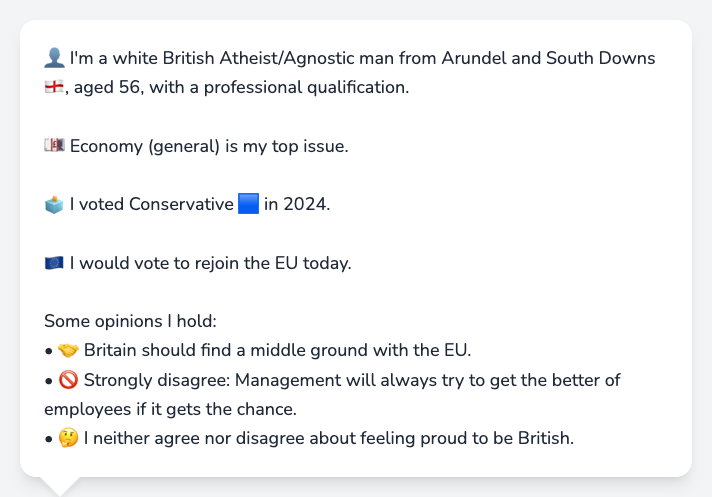 👤 I'm a white British Atheist/Agnostic man from Arundel and South Downs
🏴󠁧󠁢󠁥󠁮󠁧󠁿, aged 56, with a professional qualification.
💷 Economy (general) is my top issue.
🗳️ I voted Conservative 🟦 in 2024.
🇪🇺 I would vote to rejoin the EU today.
Some opinions I hold:
• 🤝 Britain should find a middle ground with the EU.
• 🚫 Strongly disagree: Management will always try to get the better of
employees if it gets the chance.
• 🤔 I neither agree nor disagree about feeling proud to be British.